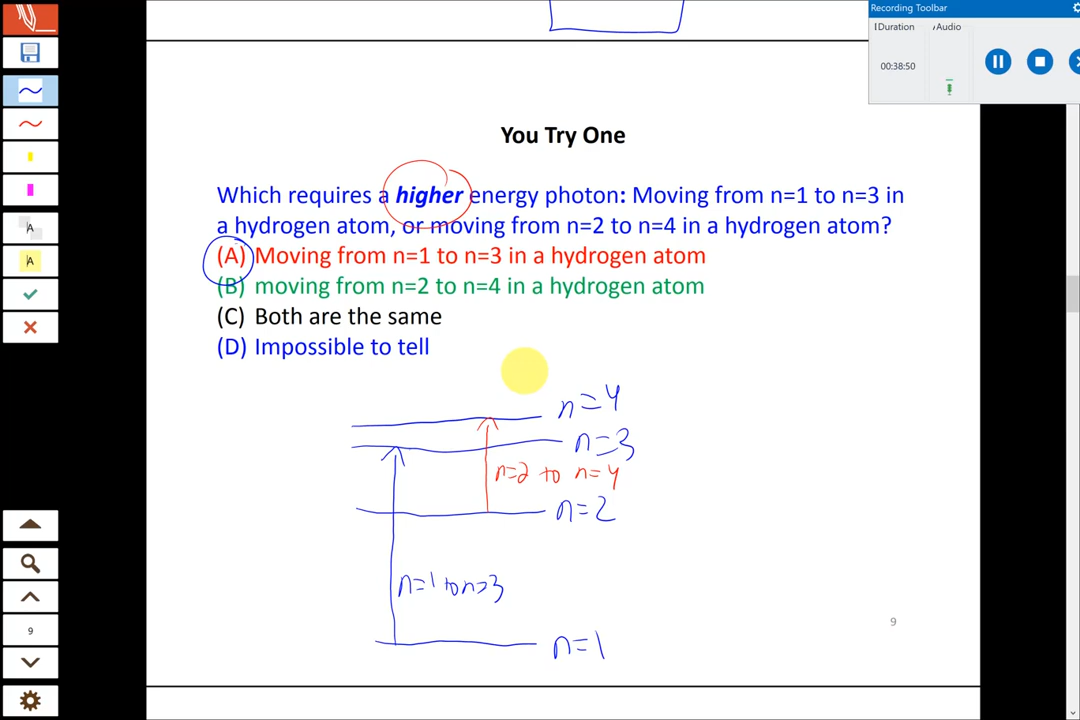 Recording Toolbar
Duration
Audio
00:38:50
You Try One
Which requires a higher energy photon: Moving from n=1 to n=3 in
a hydrogen atom, or moving from n=2 to n=4 in a hydrogen atom?
(A) Moving from n=1 to n=3 in a hydrogen atom
(B) moving from n=2 to n=4 in a hydrogen atom
(C) Both are the same
(D) Impossible to tell
n=4
n=3
n=2 to n=4
n=2
n=1 to n=3
n=1
9
9
A
A